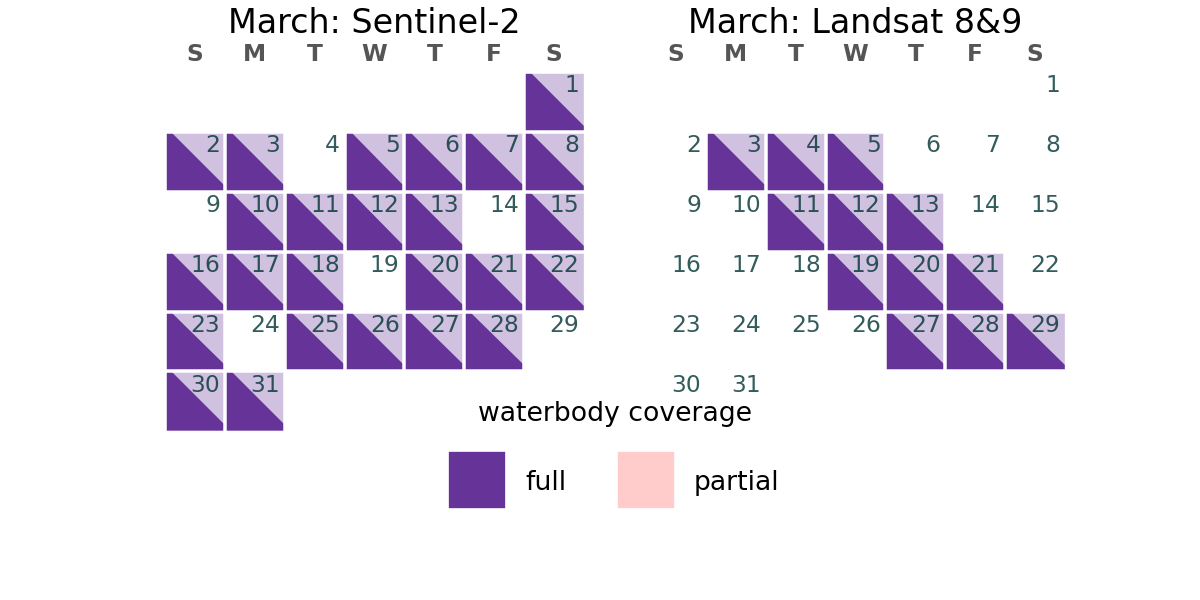 March: Sentinel-2
S M T W T F S
1
2 3 4 5 6 7 8
9 10 11 12 13 14 15
16 17 18 19 20 21 22
23 24 25 26 27 28 29
30 31
March: Landsat 8&9
S M T W T F S
1
2 3 4 5 6 7 8
9 10 11 12 13 14 15
16 17 18 19 20 21 22
23 24 25 26 27 28 29
30 31
waterbody coverage
full partial